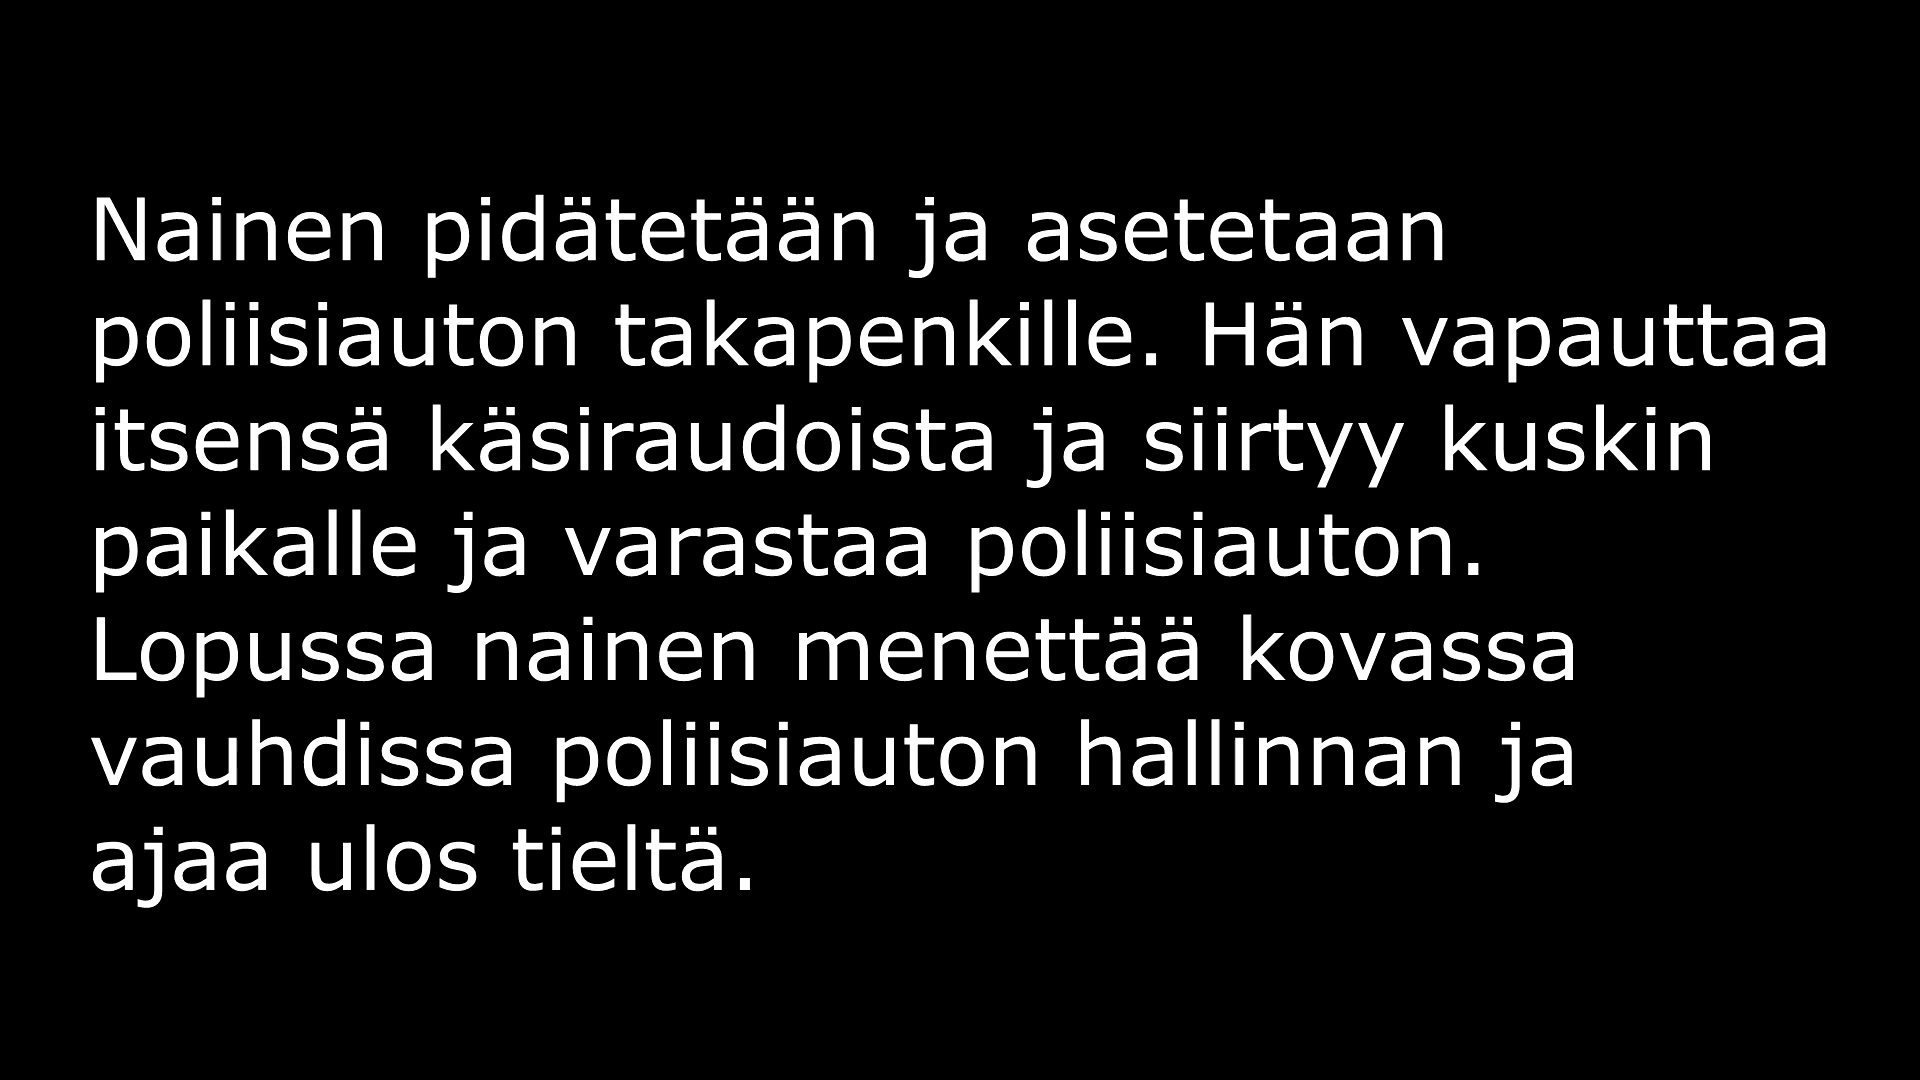 Nainen pidätetään ja asetetaan
poliisiauton takapenkille. Hän vapauttaa
itsensä käsiraudoista ja siirtyy kuskin
paikalle ja varastaa poliisiauton.
Lopussa nainen menettää kovassa
vauhdissa poliisiauton hallinnan ja
ajaa ulos tieltä.